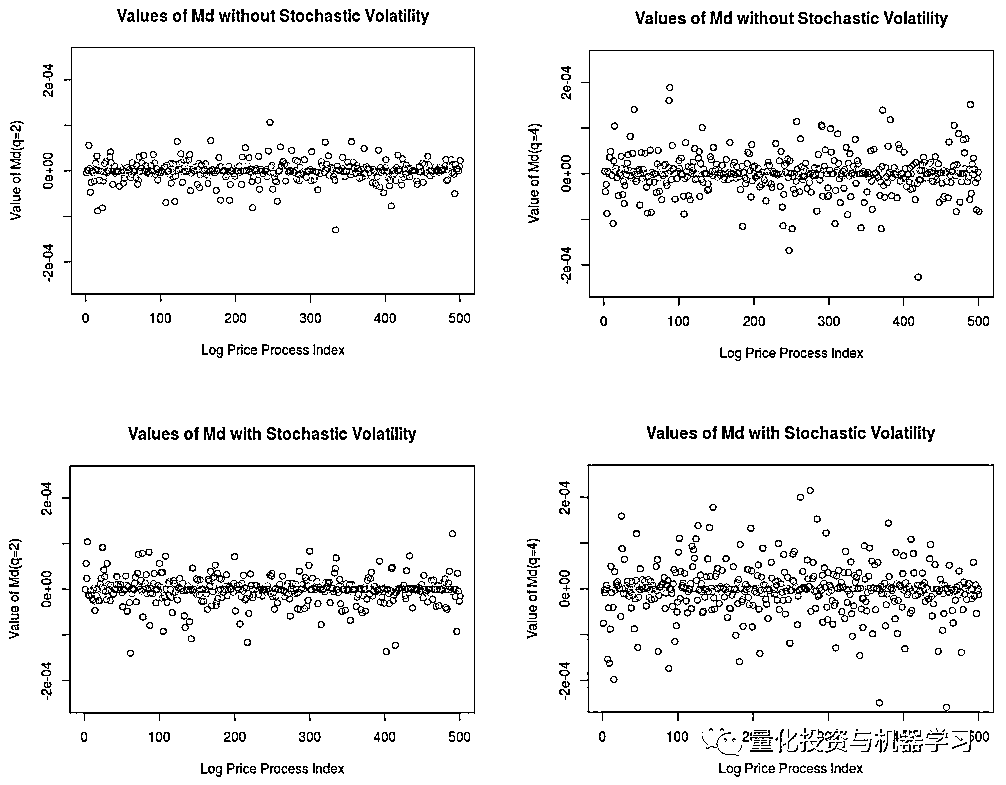 Values of Md without Stochastic Volatility
Value of Md(q=2)
2e-04
0e+00
-2e-04
0 100 200 300 400 500
Log Price Process Index
Values of Md without Stochastic Volatility
Value of Md(q=4)
2e-04
0e+00
-2e-04
0 100 200 300 400 500
Log Price Process Index
Values of Md with Stochastic Volatility
Value of Md(q=2)
2e-04
0e+00
-2e-04
0 100 200 300 400 500
Log Price Process Index
Values of Md with Stochastic Volatility
Value of Md(q=4)
2e-04
0e+00
-2e-04
0 100
量化投资与机器学习
Log Price Process Index